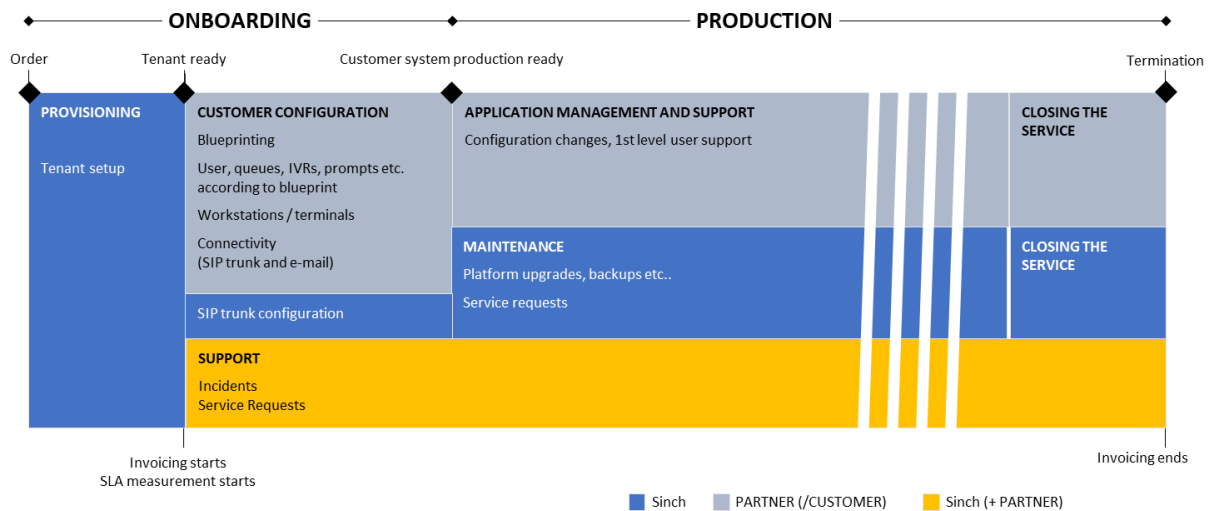 ONBOARDING
PRODUCTION
Order
Tenant ready
Customer system production ready
Termination
PROVISIONING
Tenant setup
CUSTOMER CONFIGURATION
Blueprinting
User, queues, IVRs, prompts etc.
according to blueprint
Workstations / terminals
Connectivity
(SIP trunk and e-mail)
SIP trunk configuration
APPLICATION MANAGEMENT AND SUPPORT
Configuration changes, 1st level user support
CLOSING THE
SERVICE
MAINTENANCE
Platform upgrades, backups etc..
Service requests
CLOSING THE
SERVICE
SUPPORT
Incidents
Service Requests
Invoicing starts
SLA measurement starts
Invoicing ends
Sinch
PARTNER (/CUSTOMER)
Sinch (+ PARTNER)